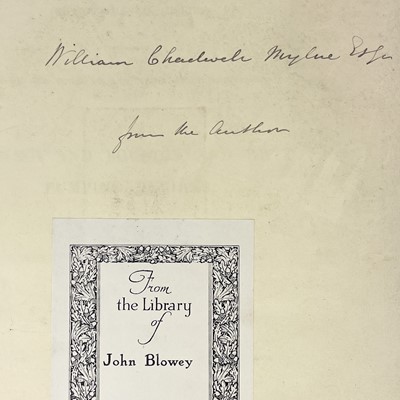 William Chadwell Mylne Esqr
from the Author
From
the Library
of
John Blowey